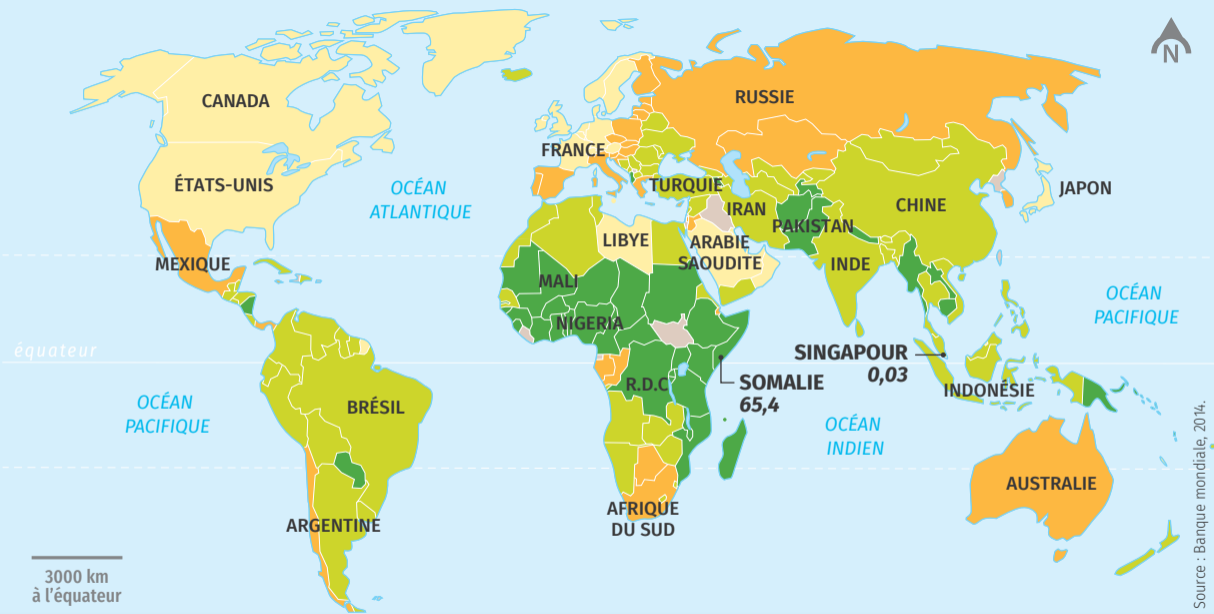 N
CANADA
RUSSIE
FRANCE
ÉTATS-UNIS
OCÉAN
ATLANTIQUE
TURQUIE
JAPON
IRAN
CHINE
PAKISTAN
LIBYE
ARABIE
SAOUDITE
MEXIQUE
INDE
MALI
OCÉAN
PACIFIQUE
NIGERIA
équateur
SINGAPOUR
0,03
R.D.C
SOMALIE
65,4
INDONÉSIE
OCÉAN
PACIFIQUE
BRÉSIL
OCÉAN
INDIEN
AUSTRALIE
AFRIQUE
DU SUD
ARGENTINE
3000 km
à l'équateur
Source : Banque mondiale, 2014.